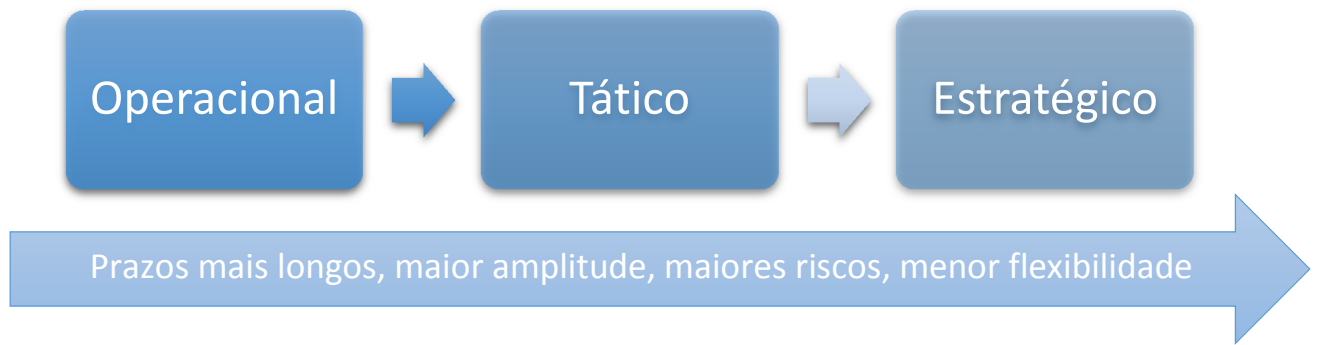 Operacional
Tático
Estratégico
Prazos mais longos, maior amplitude, maiores riscos, menor flexibilidade